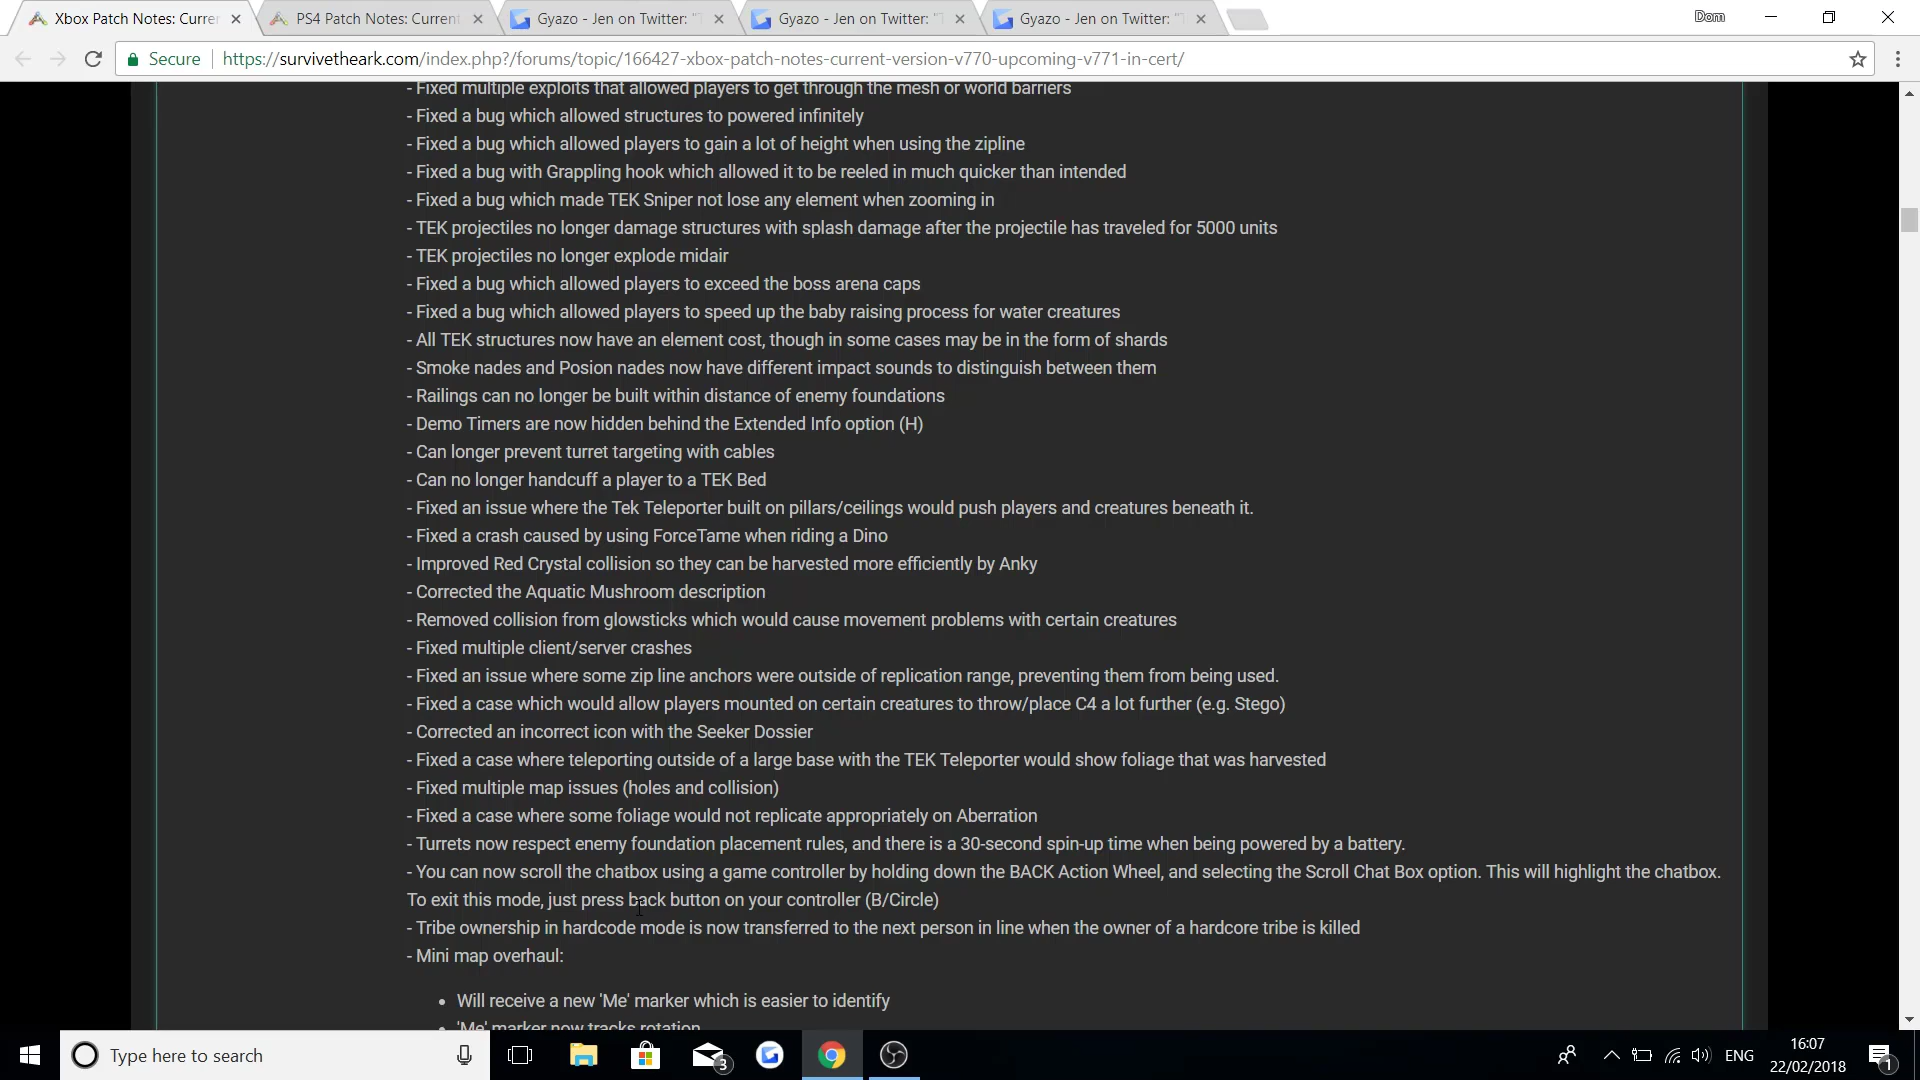 Xbox Patch Notes: Curre
PS4 Patch Notes: Current
Gyazo - Jen on Twitter: "T
Gyazo - Jen on Twitter: "T
Gyazo - Jen on Twitter: "T
Dom
Secure
https://survivetheark.com/index.php?/forums/topic/166427-xbox-patch-notes-current-version-v770-upcoming-v771-in-cert/
- Fixed multiple exploits that allowed players to get through the mesh or world barriers
- Fixed a bug which allowed structures to powered infinitely
- Fixed a bug which allowed players to gain a lot of height when using the zipline
- Fixed a bug with Grappling hook which allowed it to be reeled in much quicker than intended
- Fixed a bug which made TEK Sniper not lose any element when zooming in
- TEK projectiles no longer damage structures with splash damage after the projectile has traveled for 5000 units
- TEK projectiles no longer explode midair
- Fixed a bug which allowed players to exceed the boss arena caps
- Fixed a bug which allowed players to speed up the baby raising process for water creatures
- All TEK structures now have an element cost, though in some cases may be in the form of shards
- Smoke nades and Posion nades now have different impact sounds to distinguish between them
- Railings can no longer be built within distance of enemy foundations
- Demo Timers are now hidden behind the Extended Info option (H)
- Can longer prevent turret targeting with cables
- Can no longer handcuff a player to a TEK Bed
- Fixed an issue where the Tek Teleporter built on pillars/ceilings would push players and creatures beneath it.
- Fixed a crash caused by using ForceTame when riding a Dino
- Improved Red Crystal collision so they can be harvested more efficiently by Anky
- Corrected the Aquatic Mushroom description
- Removed collision from glowsticks which would cause movement problems with certain creatures
- Fixed multiple client/server crashes
- Fixed an issue where some zip line anchors were outside of replication range, preventing them from being used.
- Fixed a case which would allow players mounted on certain creatures to throw/place C4 a lot further (e.g. Stego)
- Corrected an incorrect icon with the Seeker Dossier
- Fixed a case where teleporting outside of a large base with the TEK Teleporter would show foliage that was harvested
- Fixed multiple map issues (holes and collision)
- Fixed a case where some foliage would not replicate appropriately on Aberration
- Turrets now respect enemy foundation placement rules, and there is a 30-second spin-up time when being powered by a battery.
- You can now scroll the chatbox using a game controller by holding down the BACK Action Wheel, and selecting the Scroll Chat Box option. This will highlight the chatbox.
To exit this mode, just press back button on your controller (B/Circle)
- Tribe ownership in hardcode mode is now transferred to the next person in line when the owner of a hardcore tribe is killed
- Mini map overhaul:
• Will receive a new 'Me' marker which is easier to identify
• 'Me' marker now tracks rotation
Type here to search
3
ENG
16:07
22/02/2018
1